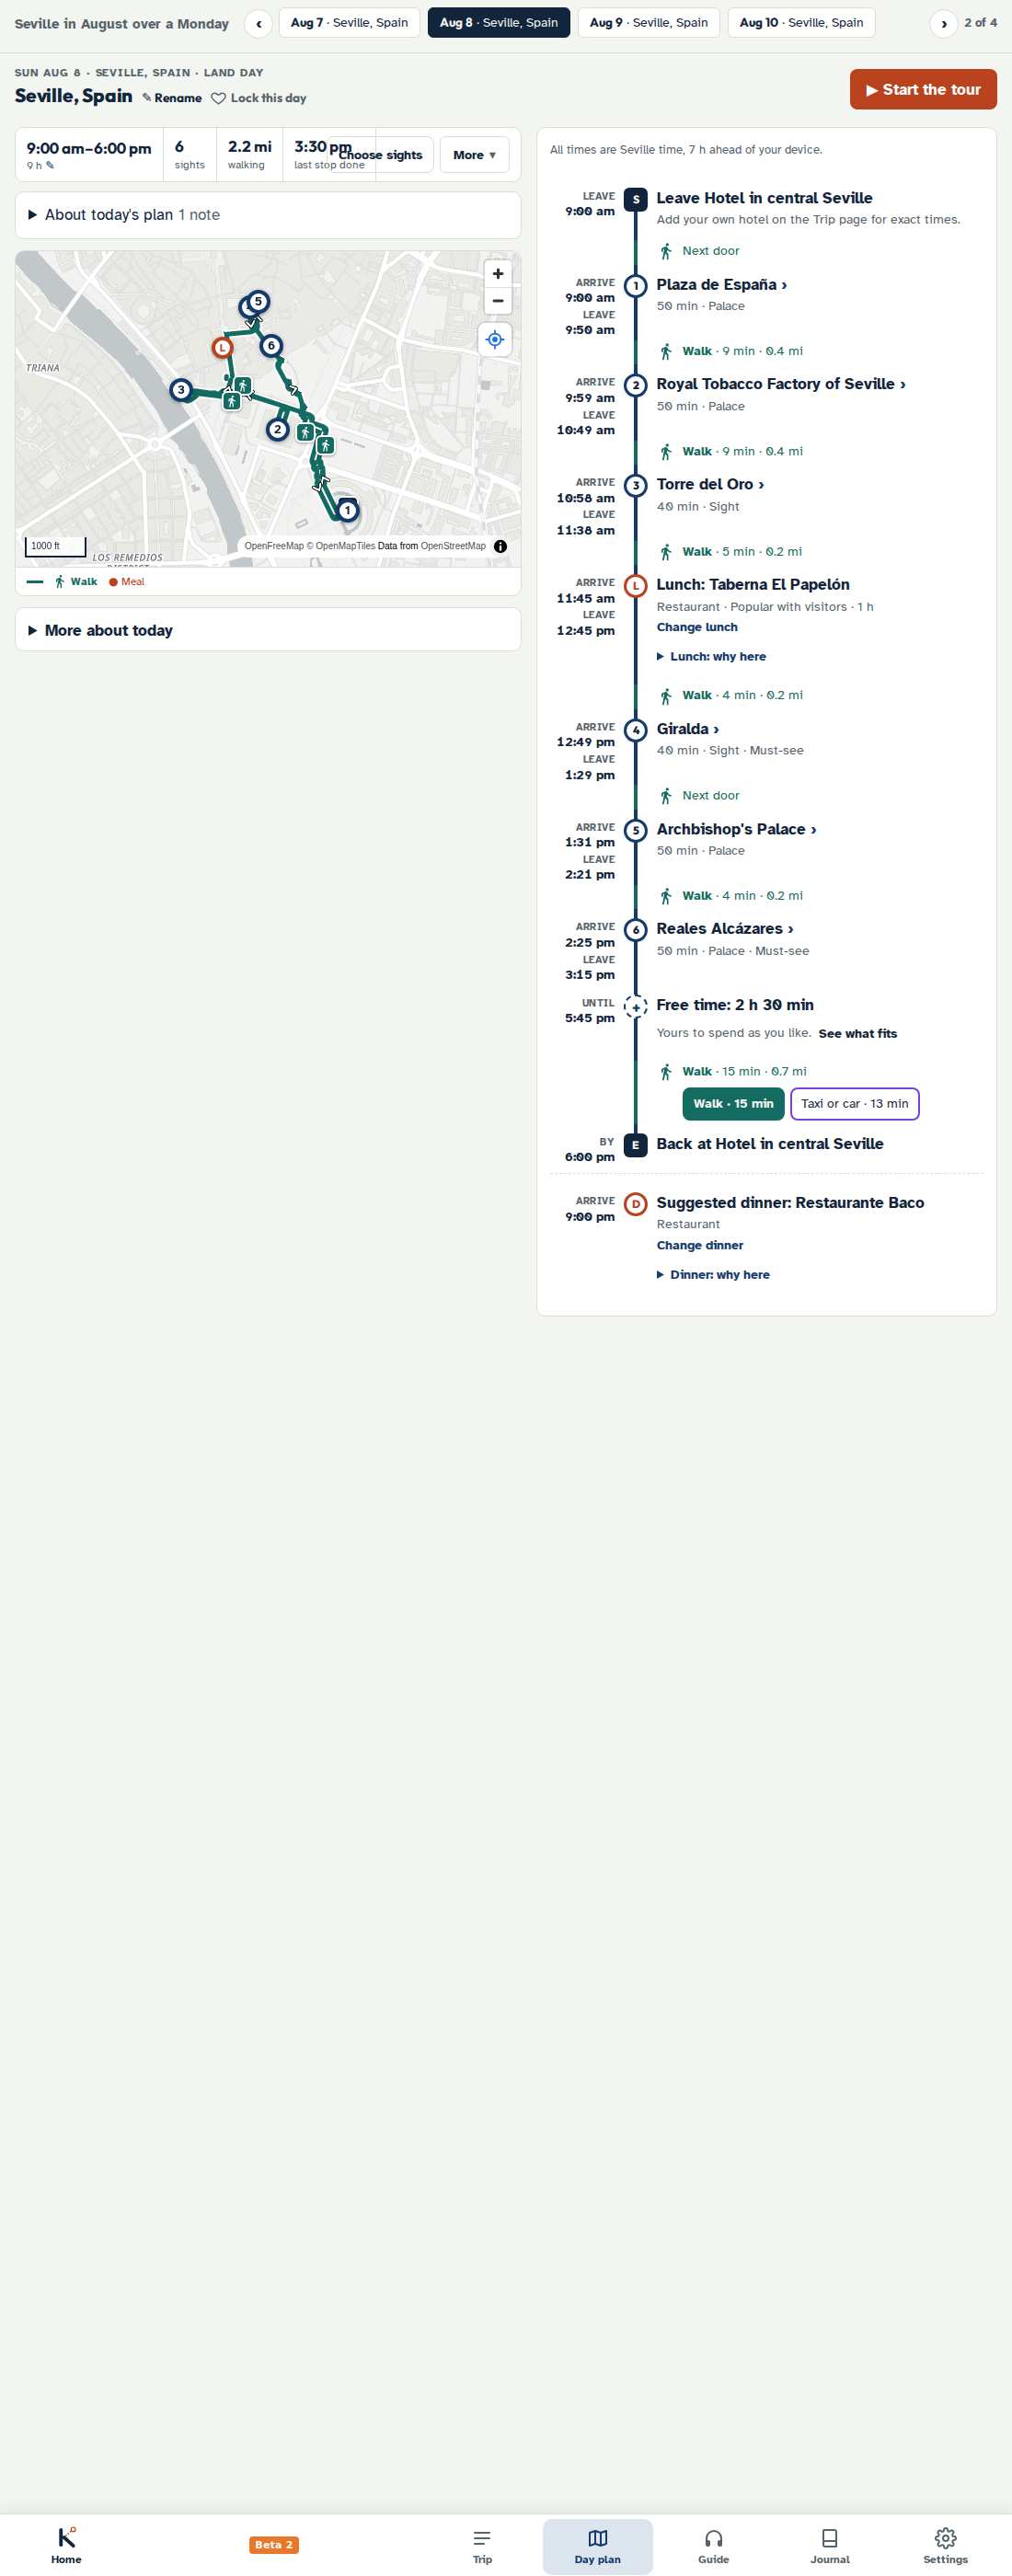 Seville in August over a Monday
‹
Aug 7 · Seville, Spain
Aug 8 · Seville, Spain
Aug 9 · Seville, Spain
Aug 10 · Seville, Spain
›
2 of 4
SUN AUG 8 · SEVILLE, SPAIN · LAND DAY
Seville, Spain
✎ Rename
Lock this day
▶ Start the tour
9:00 am–6:00 pm
9 h ✎
6
sights
2.2 mi
walking
3:30 pm
last stop done
Choose sights
More ▼
▶ About today's plan 1 note
TRIANA
LOS REMEDIOS
5
L
6
3
2
1
+
−
1000 ft
OpenFreeMap © OpenMapTiles Data from OpenStreetMap
Walk
Meal
▶ More about today
All times are Seville time, 7 h ahead of your device.
LEAVE
9:00 am
S
Leave Hotel in central Seville
Add your own hotel on the Trip page for exact times.
Next door
ARRIVE
9:00 am
LEAVE
9:50 am
1
Plaza de España ›
50 min · Palace
Walk · 9 min · 0.4 mi
ARRIVE
9:59 am
LEAVE
10:49 am
2
Royal Tobacco Factory of Seville ›
50 min · Palace
Walk · 9 min · 0.4 mi
ARRIVE
10:58 am
LEAVE
11:38 am
3
Torre del Oro ›
40 min · Sight
Walk · 5 min · 0.2 mi
ARRIVE
11:45 am
LEAVE
12:45 pm
L
Lunch: Taberna El Papelón
Restaurant · Popular with visitors · 1 h
Change lunch
▶ Lunch: why here
Walk · 4 min · 0.2 mi
ARRIVE
12:49 pm
LEAVE
1:29 pm
4
Giralda ›
40 min · Sight · Must-see
Next door
ARRIVE
1:31 pm
LEAVE
2:21 pm
5
Archbishop's Palace ›
50 min · Palace
Walk · 4 min · 0.2 mi
ARRIVE
2:25 pm
LEAVE
3:15 pm
6
Reales Alcázares ›
50 min · Palace · Must-see
UNTIL
5:45 pm
+
Free time: 2 h 30 min
Yours to spend as you like. See what fits
Walk · 15 min · 0.7 mi
Walk · 15 min
Taxi or car · 13 min
BY
6:00 pm
E
Back at Hotel in central Seville
ARRIVE
9:00 pm
D
Suggested dinner: Restaurante Baco
Restaurant
Change dinner
▶ Dinner: why here
Home
Beta 2
Trip
Day plan
Guide
Journal
Settings